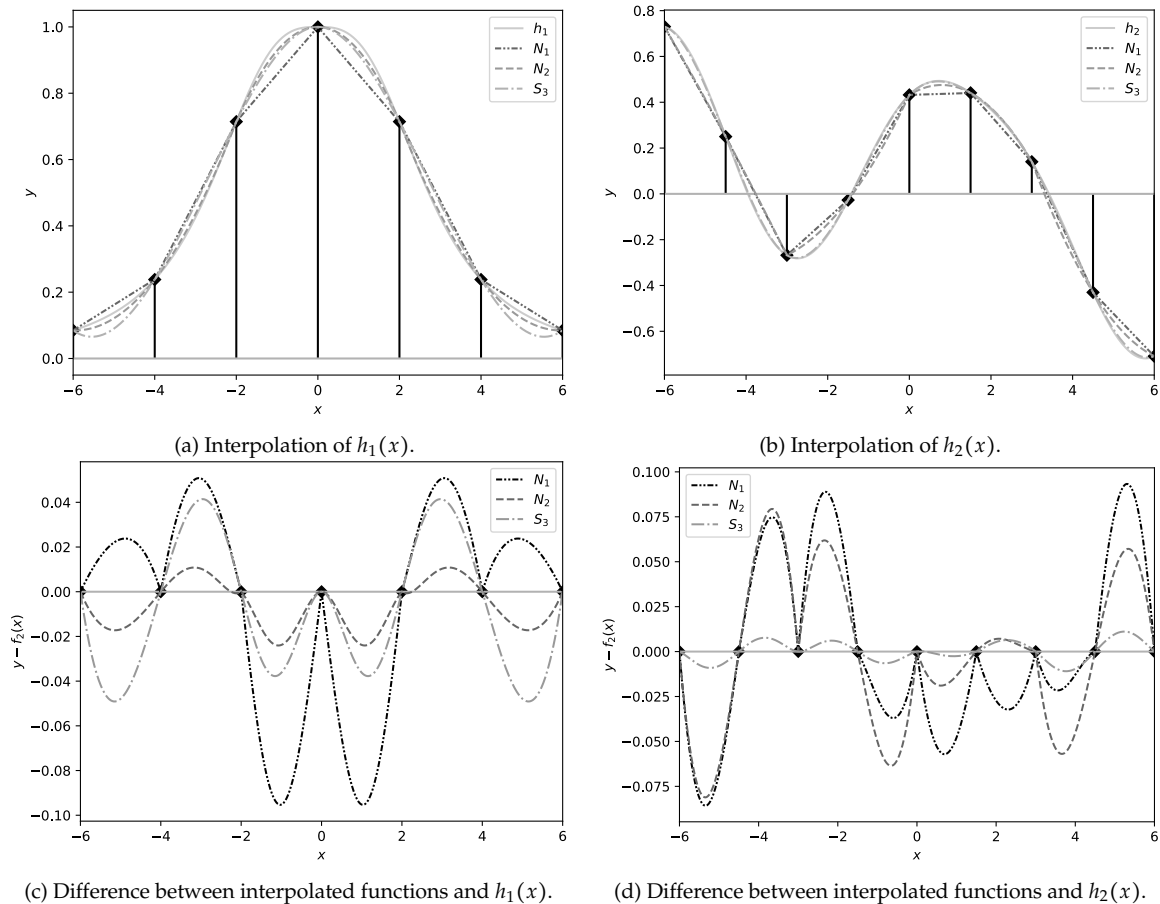 1.0
0.8
0.6
0.4
0.2
0.0
y
−6
−4
−2
0
2
4
6
x
h1
N1
N2
S3
(a) Interpolation of h1(x).
0.8
0.6
0.4
0.2
0.0
−0.2
−0.4
−0.6
y
−6
−4
−2
0
2
4
6
x
h2
N1
N2
S3
(b) Interpolation of h2(x).
0.04
0.02
0.00
−0.02
−0.04
−0.06
−0.08
−0.10
y − f2(x)
−6
−4
−2
0
2
4
6
x
N1
N2
S3
(c) Difference between interpolated functions and h1(x).
0.100
0.075
0.050
0.025
0.000
−0.025
−0.050
−0.075
y − f2(x)
−6
−4
−2
0
2
4
6
x
N1
N2
S3
(d) Difference between interpolated functions and h2(x).